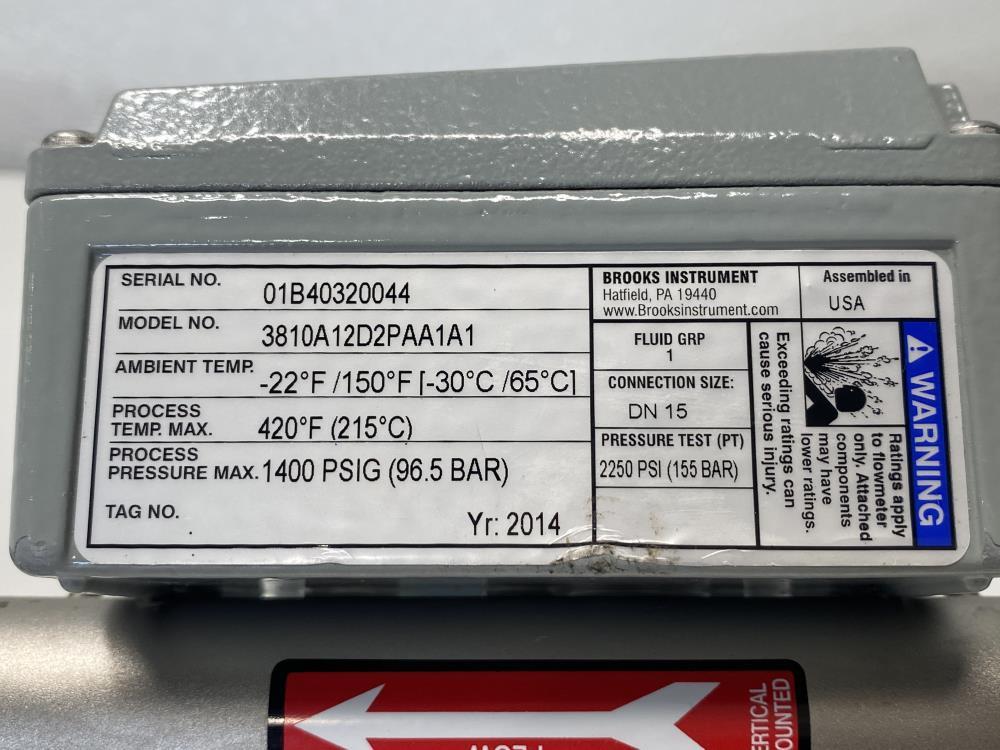 SERIAL NO.
01B40320044
MODEL NO.
3810A12D2PAA1A1
AMBIENT TEMP.
-22°F /150°F [-30°C /65°C]
PROCESS
TEMP. MAX.
420°F (215°C)
PROCESS
PRESSURE MAX.
1400 PSIG (96.5 BAR)
TAG NO.
Yr: 2014
BROOKS INSTRUMENT
Hatfield, PA 19440
www.Brooksinstrument.com
Assembled in
USA
FLUID GRP
1
CONNECTION SIZE:
DN 15
PRESSURE TEST (PT)
2250 PSI (155 BAR)
WARNING
Ratings apply
to flowmeter
only. Attached
components
may have
lower ratings.
Exceeding ratings can
cause serious injury.